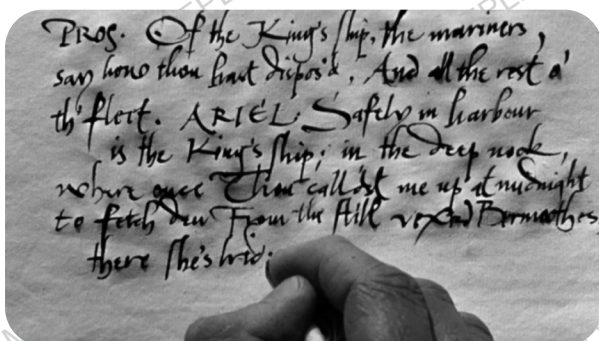 PROS. Of the King's ship, the mariners,
say how thou hast dispos'd, And all the rest o'
th' fleet. ARIEL. Safely in harbour
is the King's ship; in the deep nook,
where once Thou call'dst me up at midnight
to fetch dew From the still vexed Bermoothes,
there she's hid;